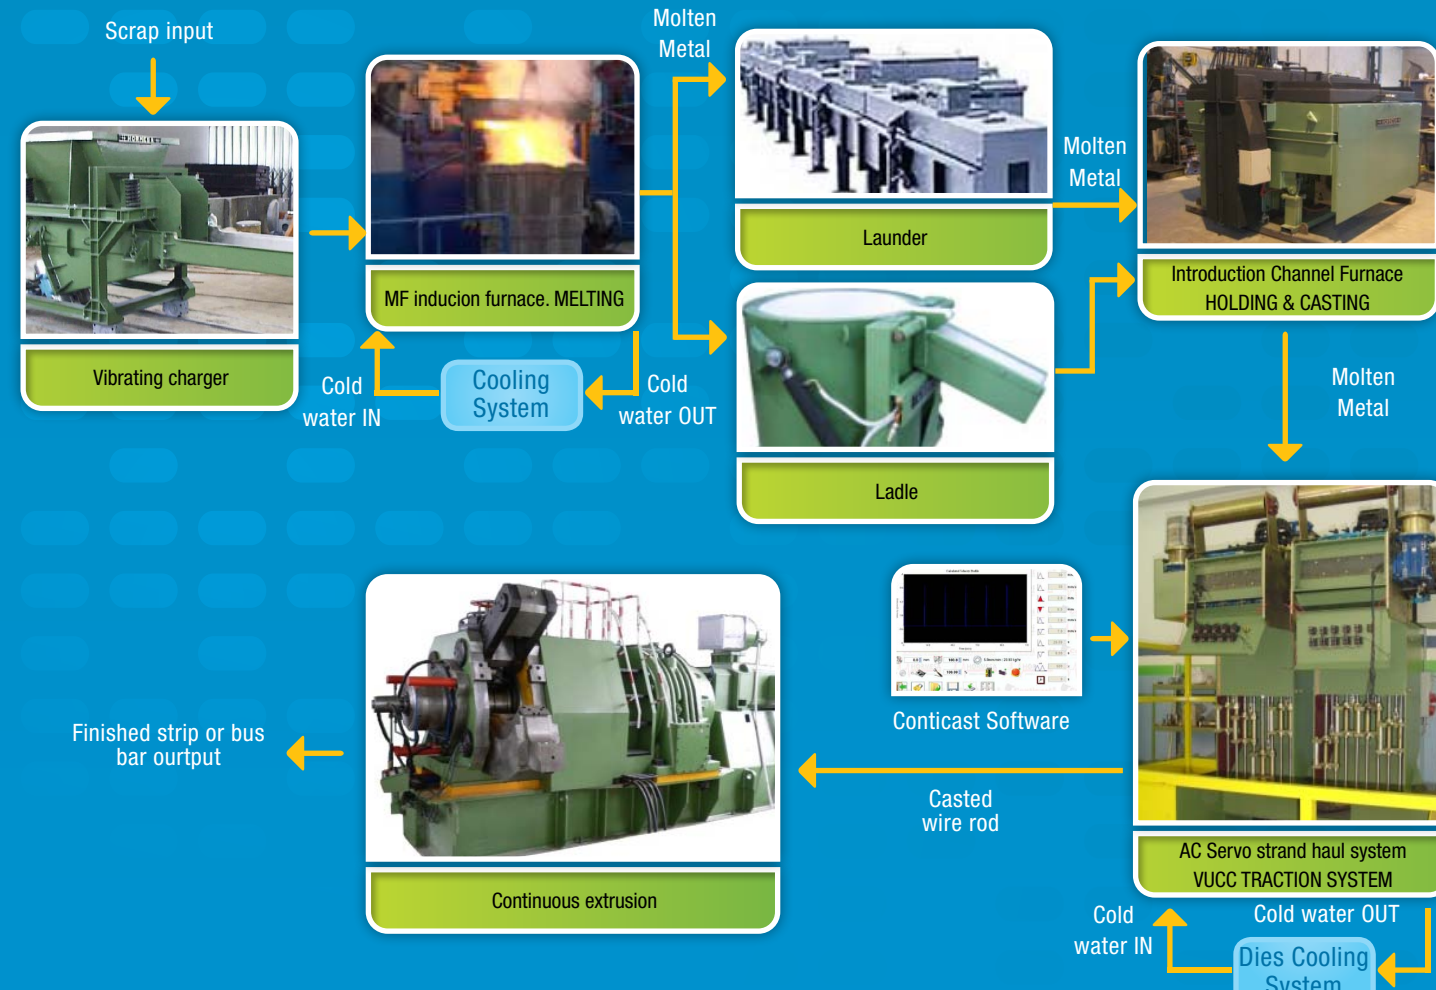 Scrap input
Vibrating charger
MF inducion furnace. MELTING
Cold
water IN
Cooling
System
Cold
water OUT
Molten
Metal
Launder
Ladle
Molten
Metal
Introduction Channel Furnace
HOLDING & CASTING
Molten
Metal
Conticast Software
AC Servo strand haul system
VUCC TRACTION SYSTEM
Cold
water IN
Cold water OUT
Dies Cooling
System
Casted
wire rod
Continuous extrusion
Finished strip or bus
bar ourtput